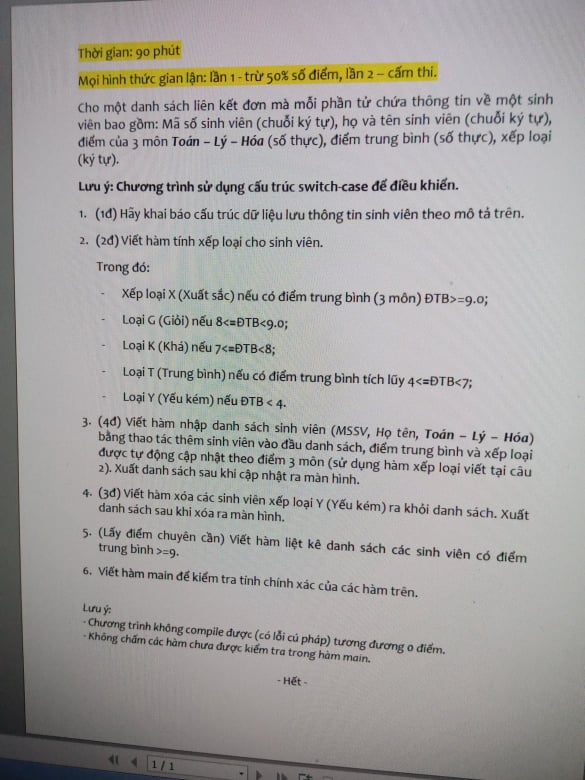 Thời gian: 90 phút
Mọi hình thức gian lận: lần 1 - trừ 50% số điểm, lần 2 – cấm thi.
Cho một danh sách liên kết đơn mà mỗi phần tử chứa thông tin về một sinh
viên bao gồm: Mã số sinh viên (chuỗi ký tự), họ và tên sinh viên (chuỗi ký tự),
điểm của 3 môn Toán – Lý – Hóa (số thực), điểm trung bình (số thực), xếp loại
(ký tự).
Lưu ý: Chương trình sử dụng cấu trúc switch-case để điều khiển.
1. (1đ) Hãy khai báo cấu trúc dữ liệu lưu thông tin sinh viên theo mô tả trên.
2. (2đ) Viết hàm tính xếp loại cho sinh viên.
Trong đó:
- Xếp loại X (Xuất sắc) nếu có điểm trung bình (3 môn) ĐTB>=9.0;
- Loại G (Giỏi) nếu 8<=ĐTB<9.0;
- Loại K (Khá) nếu 7<=ĐTB<8;
- Loại T (Trung bình) nếu có điểm trung bình tích lũy 4<=ĐTB<7;
- Loại Y (Yếu kém) nếu ĐTB < 4.
3. (4đ) Viết hàm nhập danh sách sinh viên (MSSV, Họ tên, Toán – Lý – Hóa)
bằng thao tác thêm sinh viên vào đầu danh sách, điểm trung bình và xếp loại
được tự động cập nhật theo điểm 3 môn (sử dụng hàm xếp loại viết tại câu
2). Xuất danh sách sau khi cập nhật ra màn hình.
4. (3đ) Viết hàm xóa các sinh viên xếp loại Y (Yếu kém) ra khỏi danh sách. Xuất
danh sách sau khi xóa ra màn hình.
5. (Lấy điểm chuyên cần) Viết hàm liệt kê danh sách các sinh viên có điểm
trung bình >=9.
6. Viết hàm main để kiểm tra tính chính xác của các hàm trên.
Lưu ý:
- Chương trình không compile được (có lỗi cú pháp) tương đương 0 điểm.
- Không chấm các hàm chưa được kiểm tra trong hàm main.
- Hết -
1 / 1